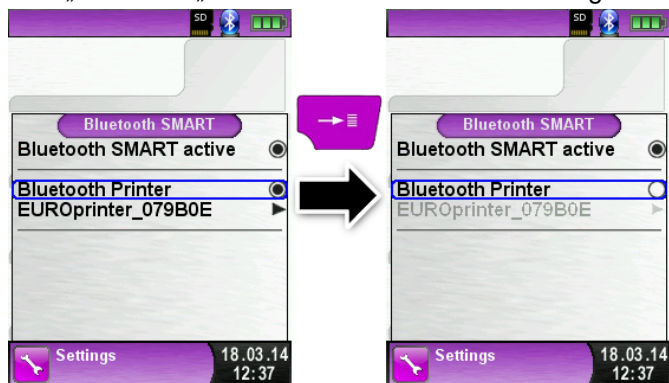 SD
Bluetooth SMART
Bluetooth SMART active
Bluetooth Printer
EUROprinter_079B0E
Settings
18.03.14
12:37
SD
Bluetooth SMART
Bluetooth SMART active
Bluetooth Printer
EUROprinter_079B0E
Settings
18.03.14
12:37